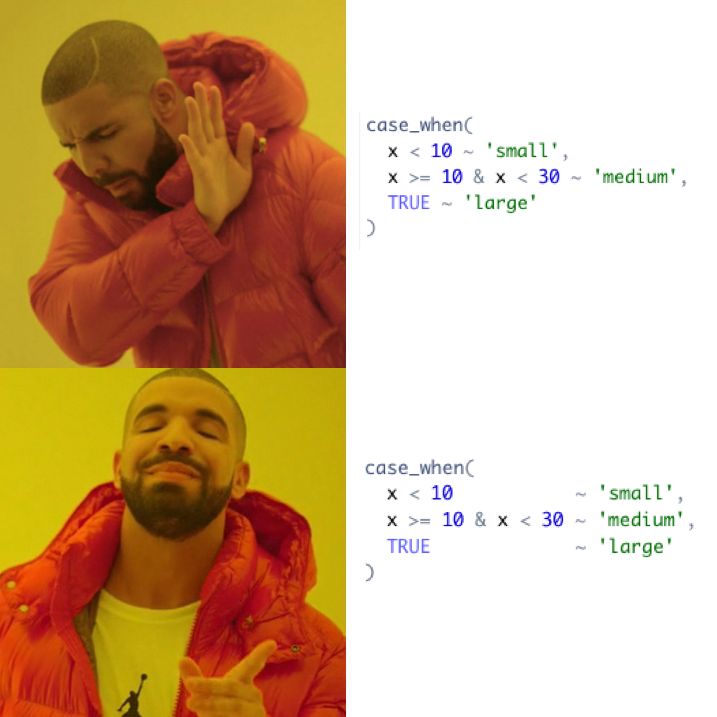 case_when(
  x < 10 ~ 'small',
  x >= 10 & x < 30 ~ 'medium',
  TRUE ~ 'large'
)
case_when(
  x < 10           ~ 'small',
  x >= 10 & x < 30 ~ 'medium',
  TRUE             ~ 'large'
)